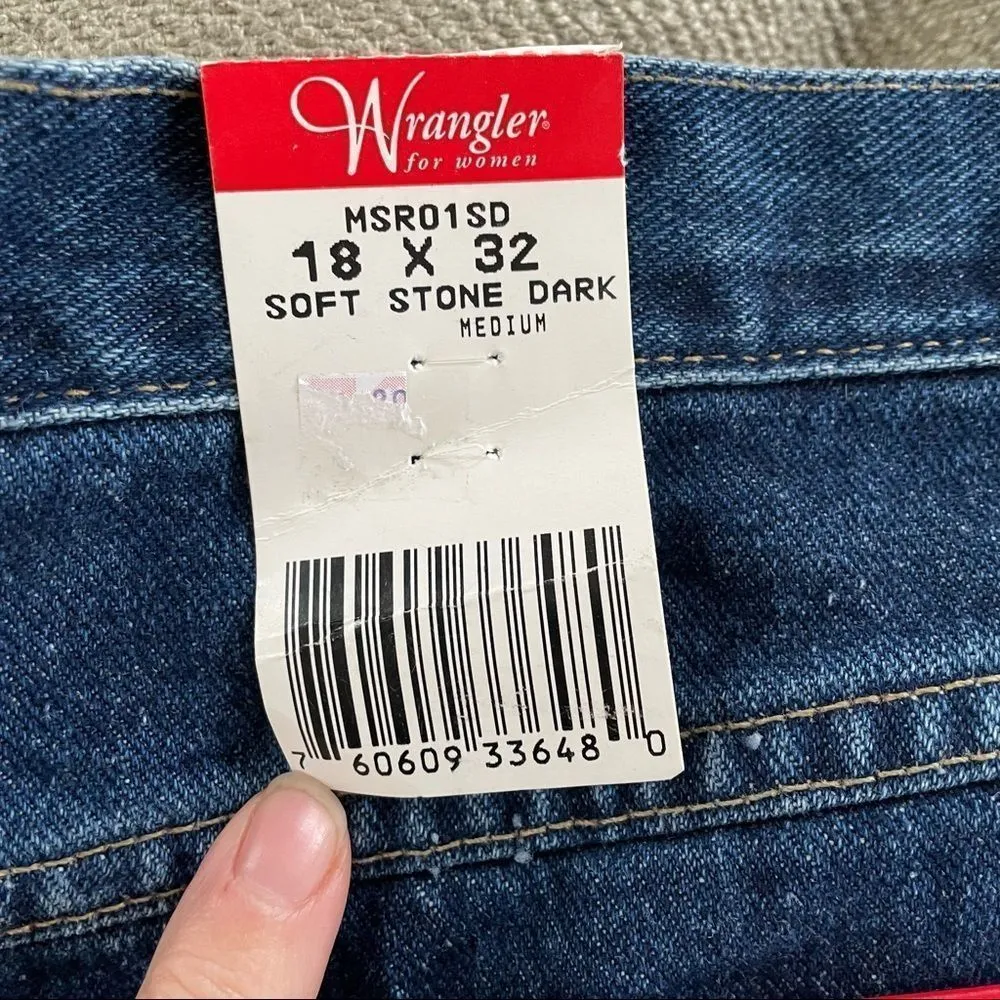 Wrangler®
for women
MSR01SD
18 X 32
SOFT STONE DARK
MEDIUM
7 60609 33648 0